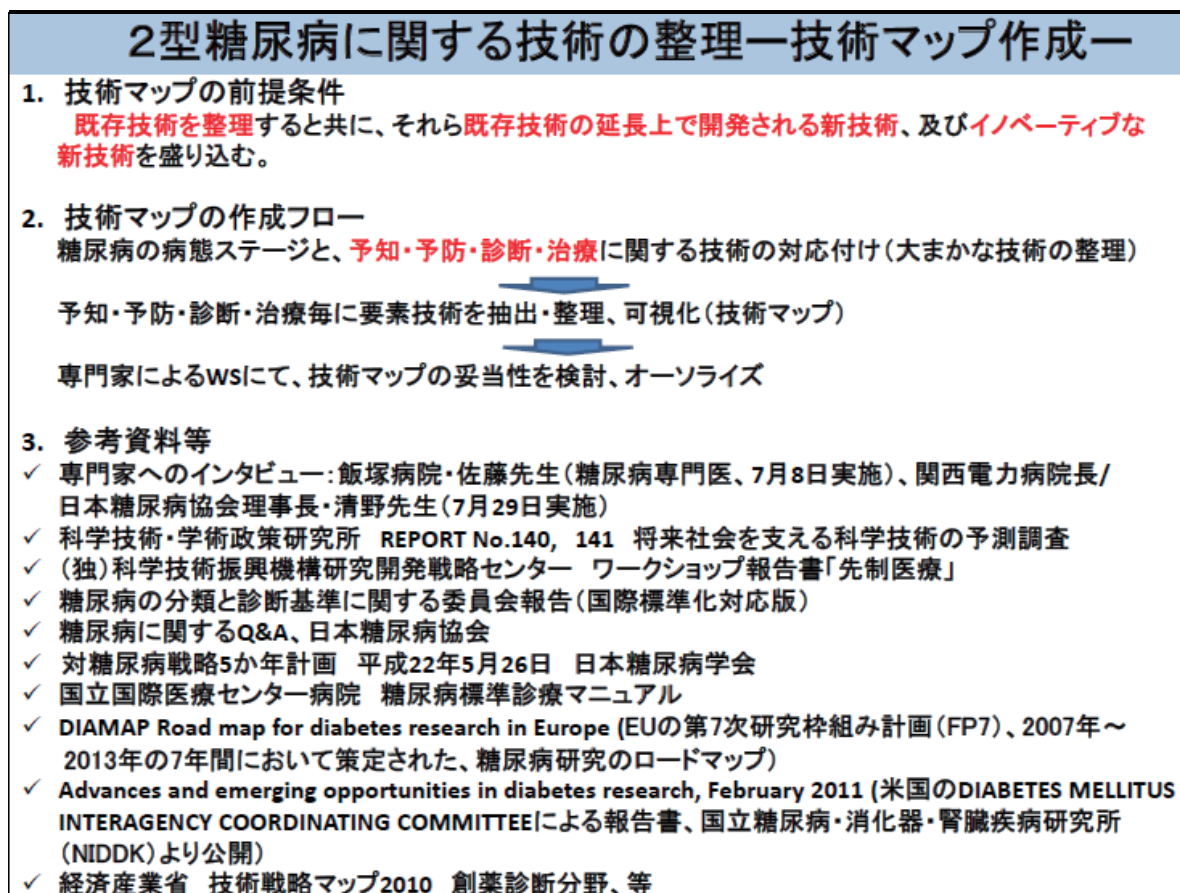 ２型糖尿病に関する技術の整理ー技術マップ作成ー
1. 技術マップの前提条件
既存技術を整理すると共に、それら既存技術の延長上で開発される新技術、及びイノベーティブな
新技術を盛り込む。
2. 技術マップの作成フロー
糖尿病の病態ステージと、予知・予防・診断・治療に関する技術の対応付け（大まかな技術の整理）
予知・予防・診断・治療毎に要素技術を抽出・整理、可視化（技術マップ）
専門家によるWSにて、技術マップの妥当性を検討、オーソライズ
3. 参考資料等
✓ 専門家へのインタビュー：飯塚病院・佐藤先生（糖尿病専門医、7月8日実施）、関西電力病院長/
日本糖尿病協会理事長・清野先生（7月29日実施）
✓ 科学技術・学術政策研究所 REPORT No.140, 141 将来社会を支える科学技術の予測調査
✓ （独）科学技術振興機構研究開発戦略センター ワークショップ報告書「先制医療」
✓ 糖尿病の分類と診断基準に関する委員会報告（国際標準化対応版）
✓ 糖尿病に関するQ&A、日本糖尿病協会
✓ 対糖尿病戦略5か年計画 平成22年5月26日 日本糖尿病学会
✓ 国立国際医療センター病院 糖尿病標準診療マニュアル
✓ DIAMAP Road map for diabetes research in Europe (EUの第7次研究枠組み計画（FP7）、2007年～
2013年の7年間において策定された、糖尿病研究のロードマップ）
✓ Advances and emerging opportunities in diabetes research, February 2011 (米国のDIABETES MELLITUS
INTERAGENCY COORDINATING COMMITTEEによる報告書、国立糖尿病・消化器・腎臓疾病研究所
（NIDDK）より公開）
✓ 経済産業省 技術戦略マップ2010 創薬診断分野、等